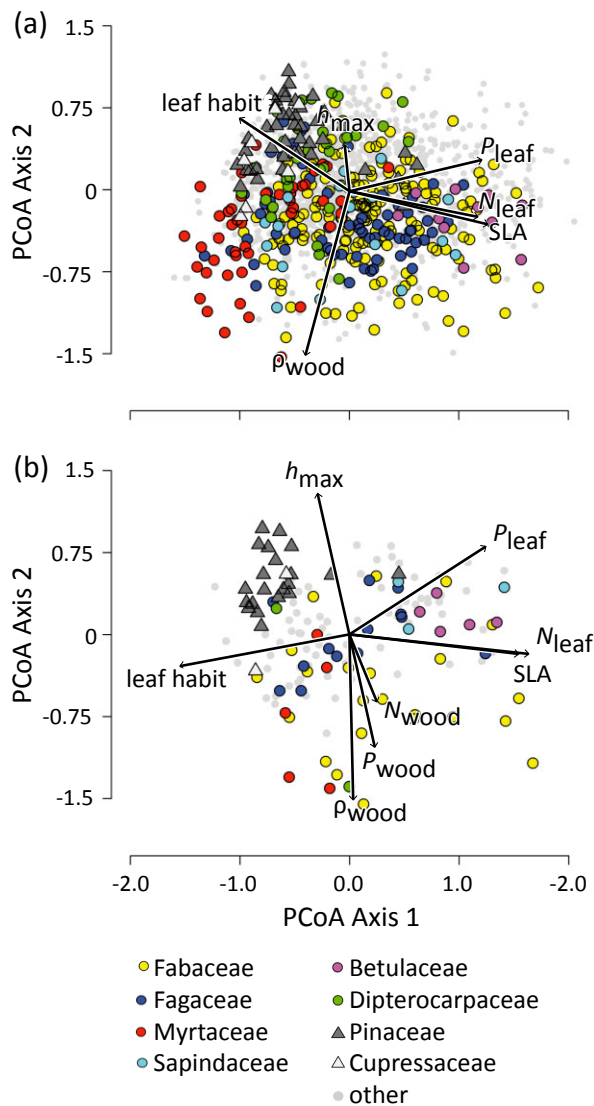 (a)
1.5
0.75
0
-0.75
-1.5
PCoA Axis 2
leaf habit
hmax
Pleaf
Nleaf
SLA
ρwood
(b)
1.5
0.75
0
-0.75
-1.5
PCoA Axis 2
hmax
Pleaf
Nleaf
SLA
leaf habit
Nwood
Pwood
ρwood
-2.0 -1.0 0.0 1.0 -2.0
PCoA Axis 1
Fabaceae Betulaceae
Fagaceae Dipterocarpaceae
Myrtaceae Pinaceae
Sapindaceae Cupressaceae
other